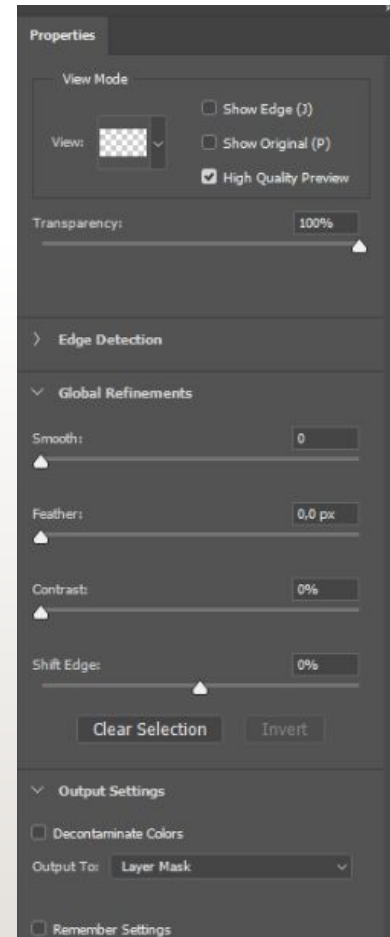 Properties
View Mode
Show Edge (J)
View:
Show Original (P)
High Quality Preview
Transparency: 100%
Edge Detection
Global Refinements
Smooth: 0
Feather: 0,0 px
Contrast: 0%
Shift Edge: 0%
Clear Selection Invert
Output Settings
Decontaminate Colors
Output To: Layer Mask
Remember Settings